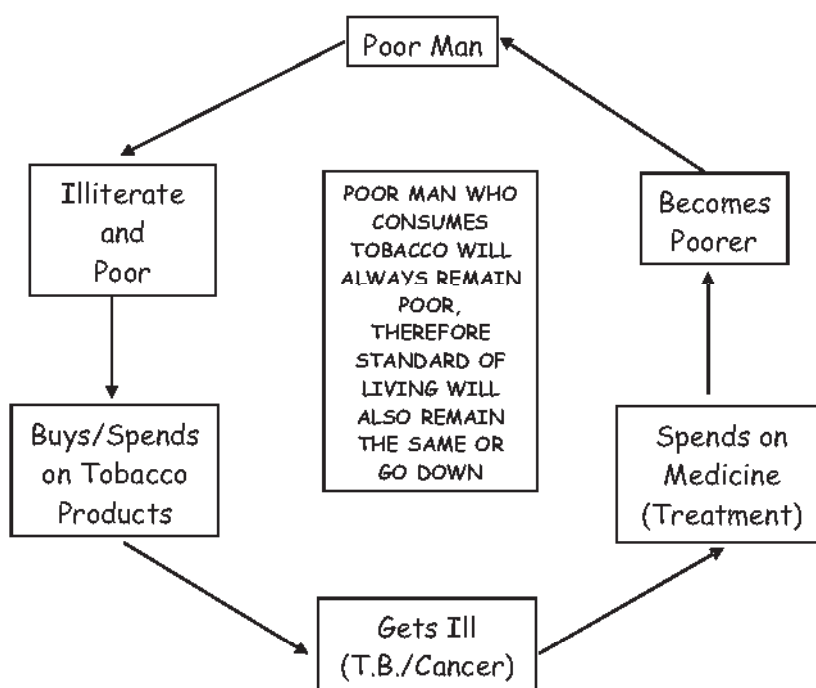 Poor Man
Illiterate
and
Poor
POOR MAN WHO
CONSUMES
TOBACCO WILL
ALWAYS REMAIN
POOR,
THEREFORE
STANDARD OF
LIVING WILL
ALSO REMAIN
THE SAME OR
GO DOWN
Becomes
Poorer
Buys/Spends
on Tobacco
Products
Spends on
Medicine
(Treatment)
Gets Ill
(T.B./Cancer)